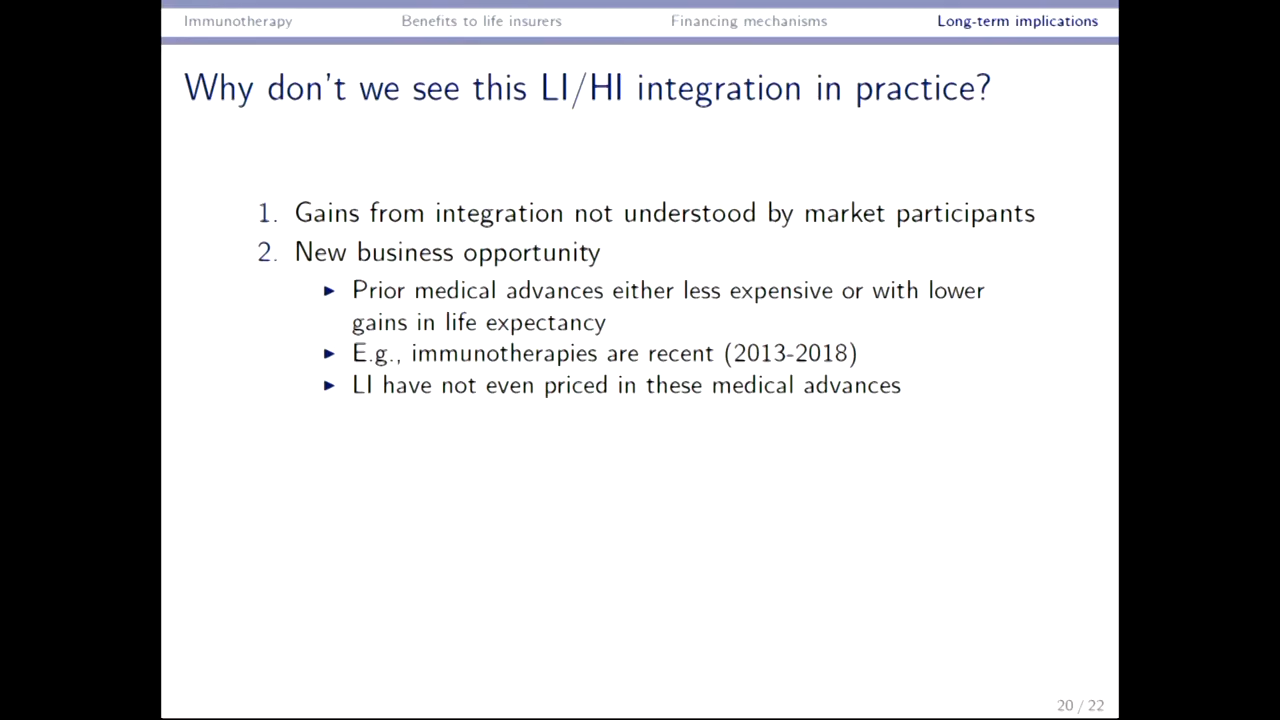 Immunotherapy Benefits to life insurers Financing mechanisms Long-term implications
Why don't we see this LI/HI integration in practice?
1. Gains from integration not understood by market participants
2. New business opportunity
▶ Prior medical advances either less expensive or with lower
gains in life expectancy
▶ E.g., immunotherapies are recent (2013-2018)
▶ LI have not even priced in these medical advances
20 / 22